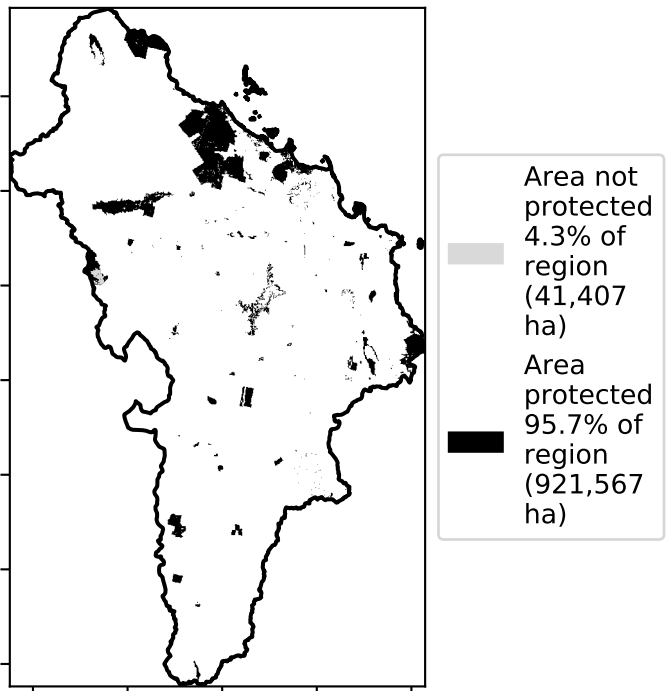 Area not
protected
4.3% of
region
(41,407
ha)
Area
protected
95.7% of
region
(921,567
ha)